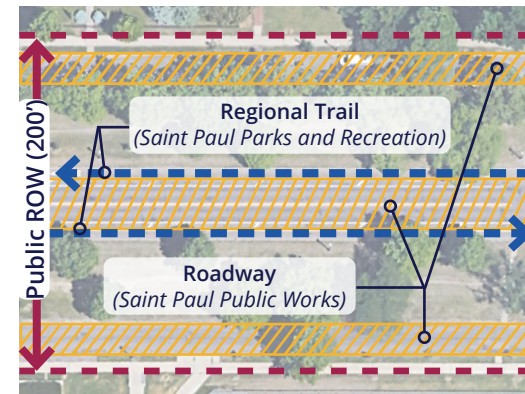 Public ROW (200')
Regional Trail
(Saint Paul Parks and Recreation)
Roadway
(Saint Paul Public Works)